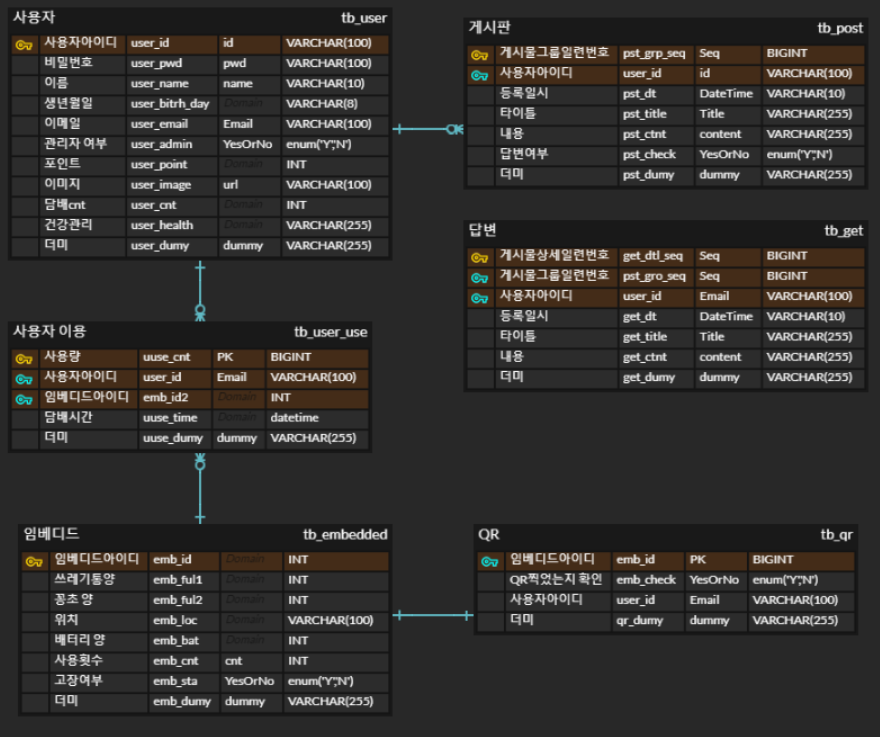 사용자 tb_user
사용자아이디 user_id id VARCHAR(100)
비밀번호 user_pwd pwd VARCHAR(100)
이름 user_name name VARCHAR(10)
생년월일 user_bitrh_day Domain VARCHAR(8)
이메일 user_email Email VARCHAR(100)
관리자 여부 user_admin YesOrNo enum('Y','N')
포인트 user_point Domain INT
이미지 user_image url VARCHAR(100)
담배cnt user_cnt Domain INT
건강관리 user_health Domain VARCHAR(255)
더미 user_dumy dummy VARCHAR(255)
게시판 tb_post
게시물그룹일련번호 pst_grp_seq Seq BIGINT
사용자아이디 user_id id VARCHAR(100)
등록일시 pst_dt DateTime VARCHAR(10)
타이틀 pst_title Title VARCHAR(255)
내용 pst_ctnt content VARCHAR(255)
답변여부 pst_check YesOrNo enum('Y','N')
더미 pst_dumy dummy VARCHAR(255)
답변 tb_get
게시물상세일련번호 get_dtl_seq Seq BIGINT
게시물그룹일련번호 pst_gro_seq Seq BIGINT
사용자아이디 user_id Email VARCHAR(100)
등록일시 get_dt DateTime VARCHAR(10)
타이틀 get_title Title VARCHAR(255)
내용 get_ctnt content VARCHAR(255)
더미 get_dumy dummy VARCHAR(255)
사용자 이용 tb_user_use
사용량 uuse_cnt PK BIGINT
사용자아이디 user_id Email VARCHAR(100)
임베디드아이디 emb_id2 Domain INT
담배시간 uuse_time Domain datetime
더미 uuse_dumy dummy VARCHAR(255)
임베디드 tb_embedded
임베디드아이디 emb_id Domain INT
쓰레기통양 emb_ful1 Domain INT
꽁초 양 emb_ful2 Domain INT
위치 emb_loc Domain VARCHAR(100)
배터리 양 emb_bat Domain INT
사용횟수 emb_cnt cnt INT
고장여부 emb_sta YesOrNo enum('Y','N')
더미 emb_dumy dummy VARCHAR(255)
QR tb_qr
임베디드아이디 emb_id PK BIGINT
QR찍었는지 확인 emb_check YesOrNo enum('Y','N')
사용자아이디 user_id Email VARCHAR(100)
더미 qr_dumy dummy VARCHAR(255)